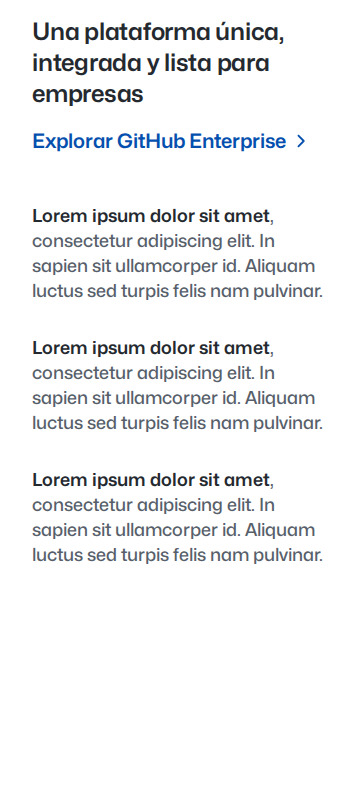 Una plataforma única,
integrada y lista para
empresas
Explorar GitHub Enterprise
Lorem ipsum dolor sit amet,
consectetur adipiscing elit. In
sapien sit ullamcorper id. Aliquam
luctus sed turpis felis nam pulvinar.
Lorem ipsum dolor sit amet,
consectetur adipiscing elit. In
sapien sit ullamcorper id. Aliquam
luctus sed turpis felis nam pulvinar.
Lorem ipsum dolor sit amet,
consectetur adipiscing elit. In
sapien sit ullamcorper id. Aliquam
luctus sed turpis felis nam pulvinar.